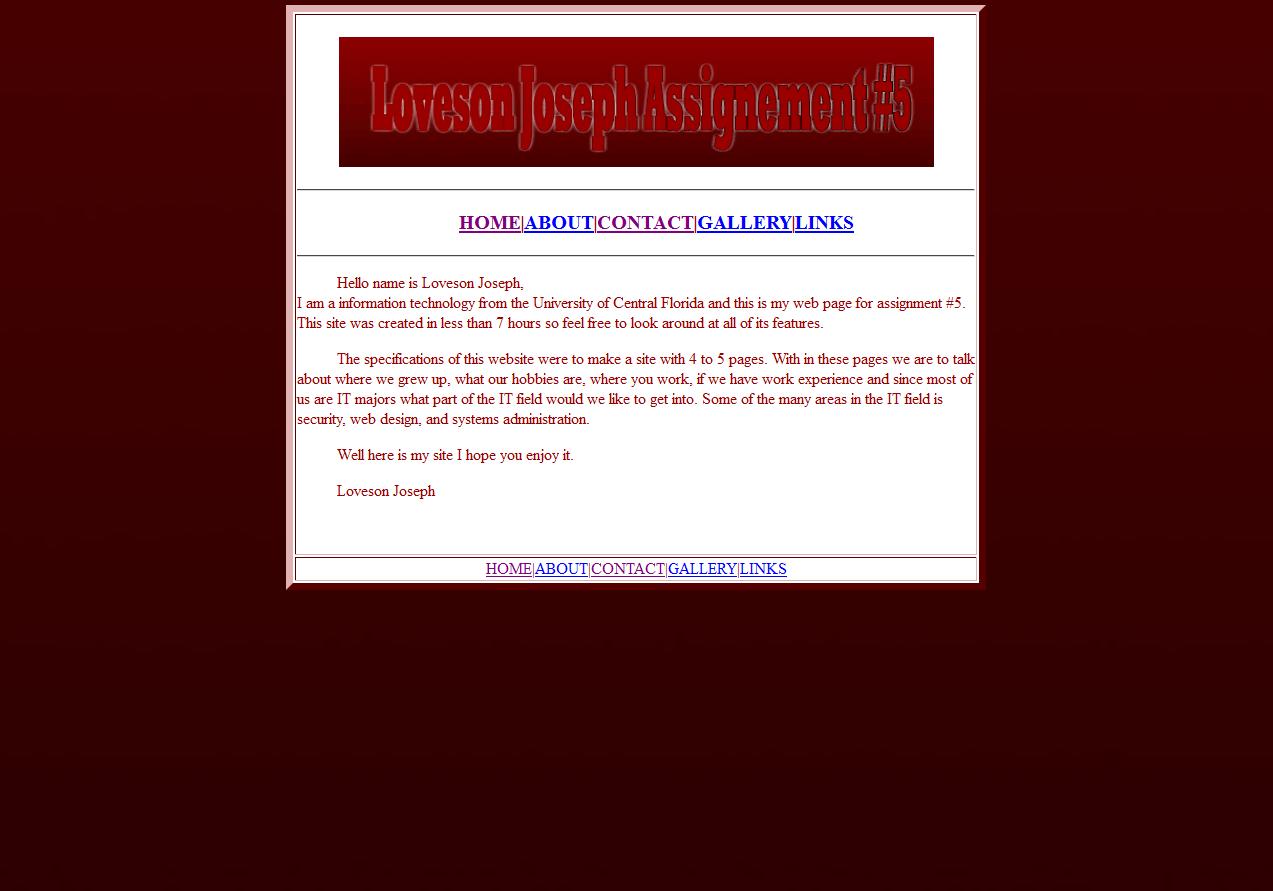 Loveson Joseph Assignement #5
HOME|ABOUT|CONTACT|GALLERY|LINKS
Hello name is Loveson Joseph,
I am a information technology from the University of Central Florida and this is my web page for assignment #5.
This site was created in less than 7 hours so feel free to look around at all of its features.
The specifications of this website were to make a site with 4 to 5 pages. With in these pages we are to talk
about where we grew up, what our hobbies are, where you work, if we have work experience and since most of
us are IT majors what part of the IT field would we like to get into. Some of the many areas in the IT field is
security, web design, and systems administration.
Well here is my site I hope you enjoy it.
Loveson Joseph
HOME|ABOUT|CONTACT|GALLERY|LINKS